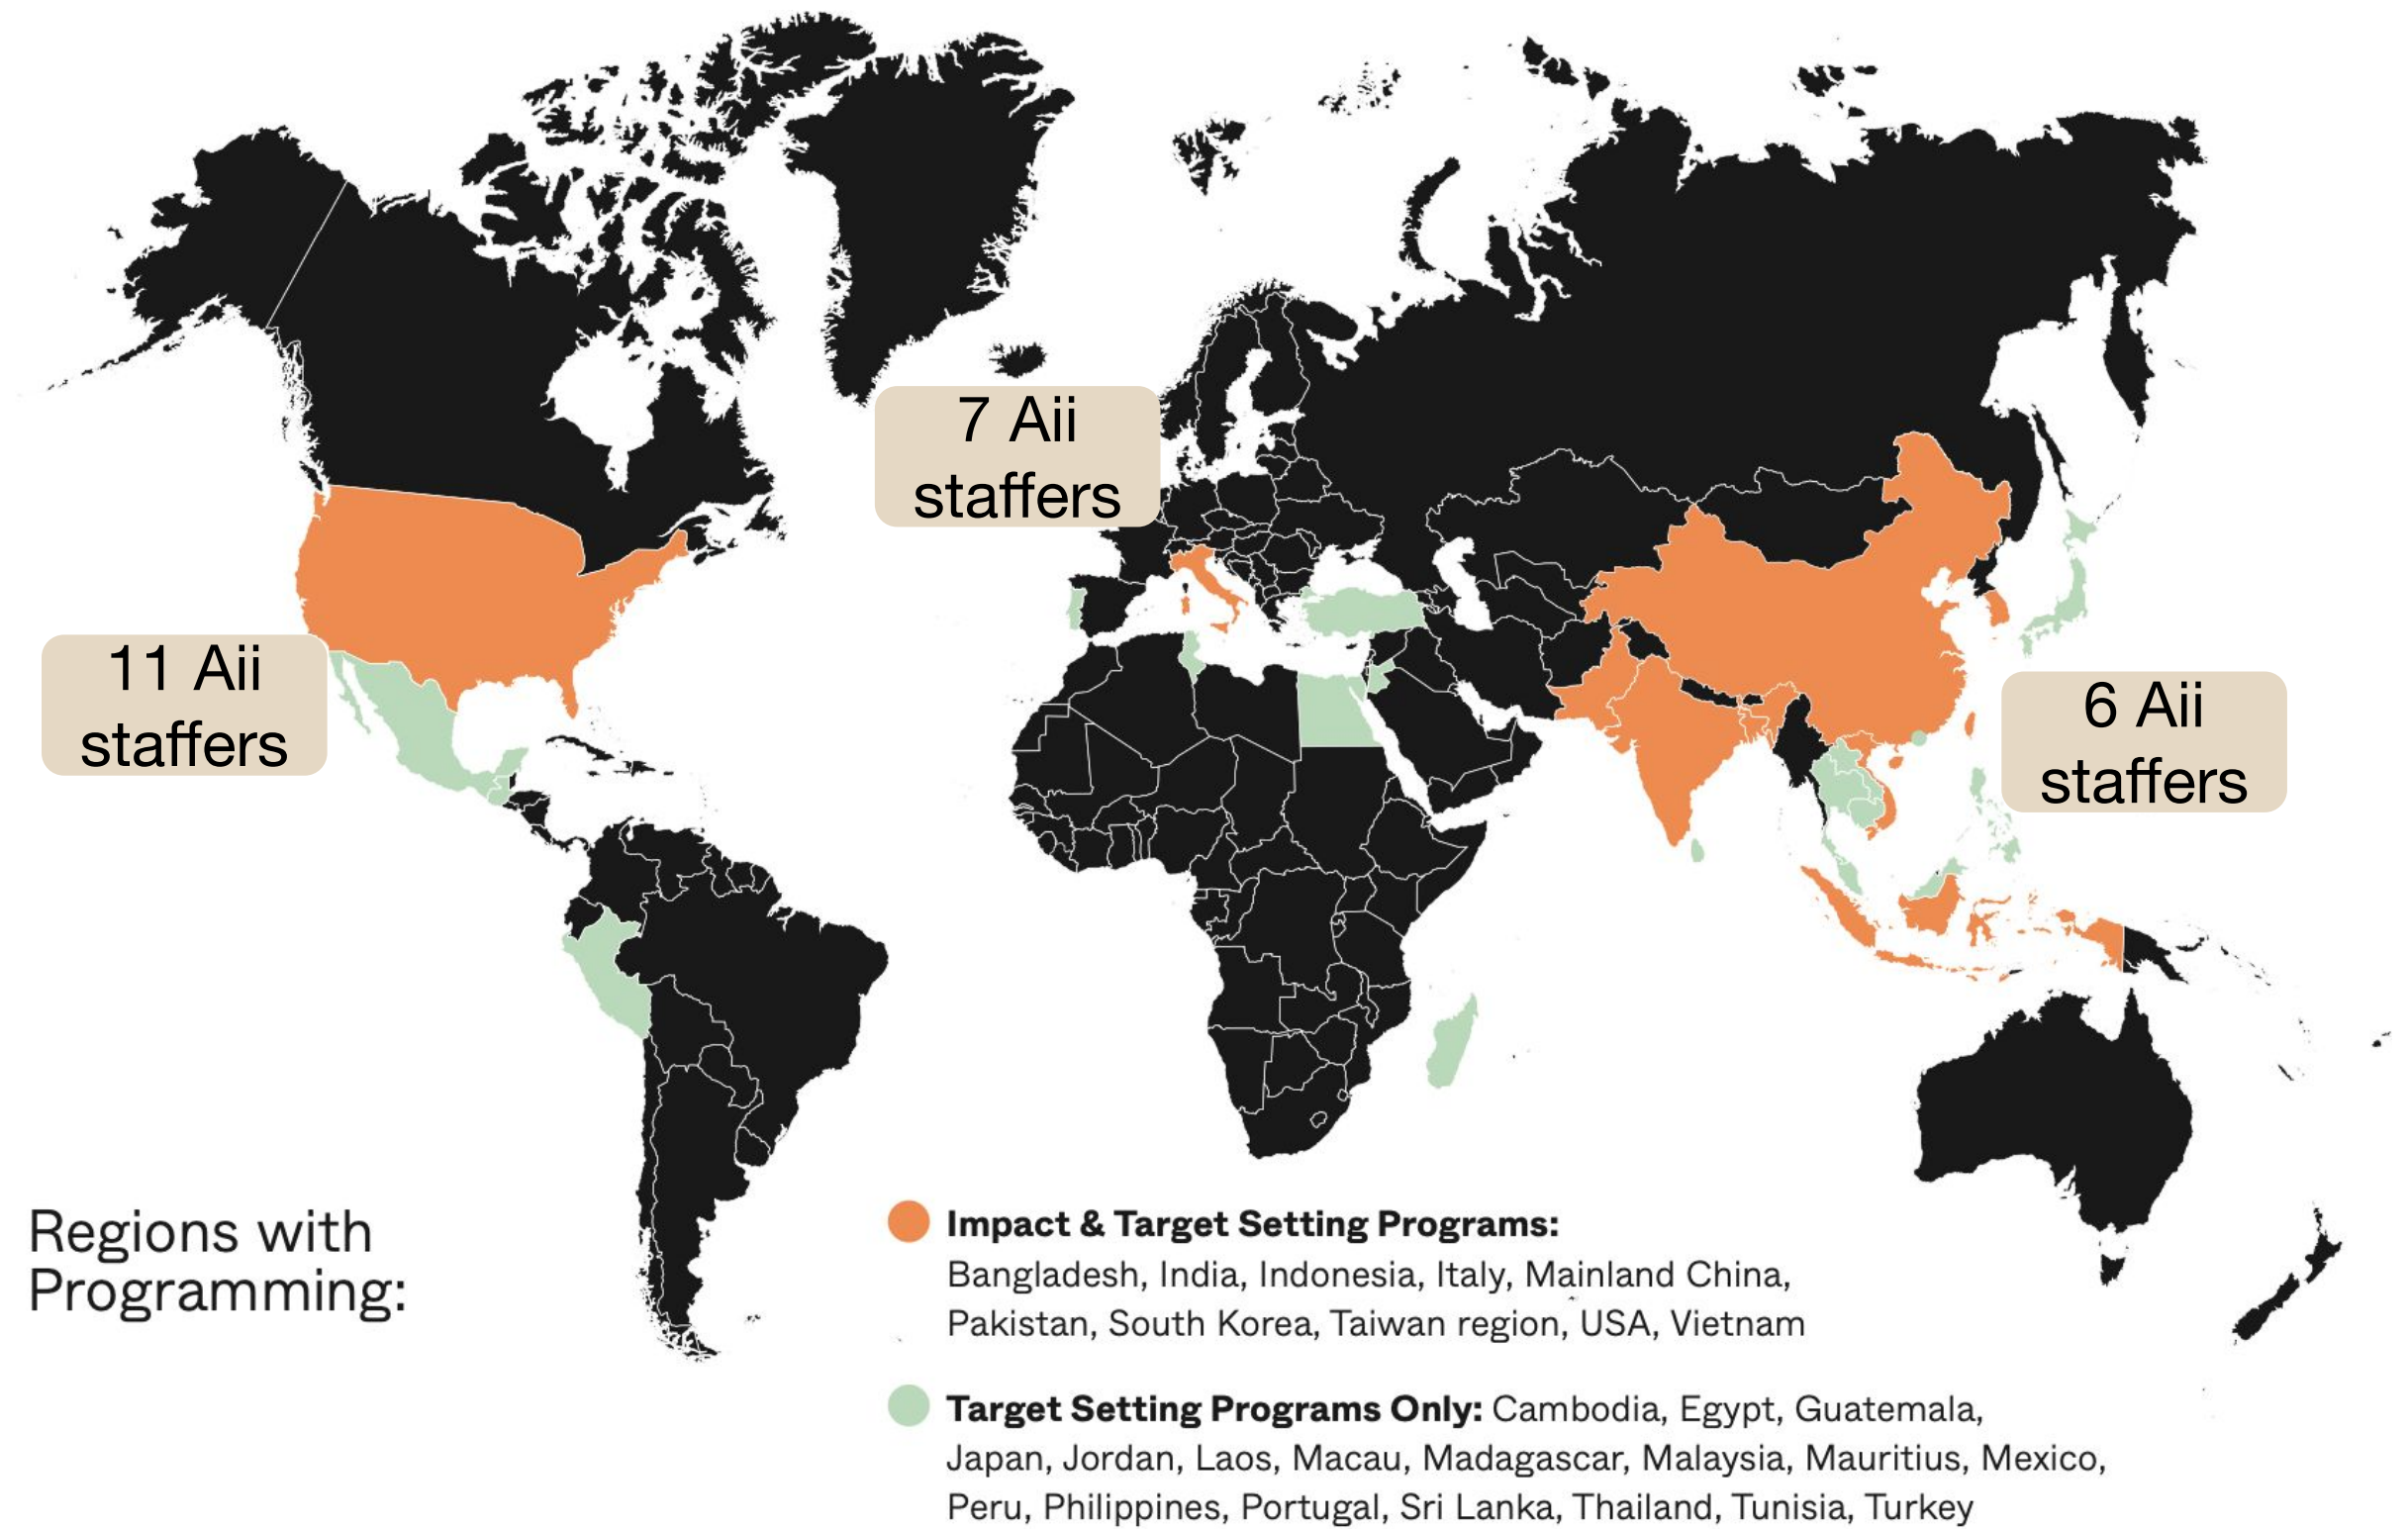 7 Aii
staffers
11 Aii
staffers
6 Aii
staffers
Regions with
Programming:
Impact & Target Setting Programs:
Bangladesh, India, Indonesia, Italy, Mainland China,
Pakistan, South Korea, Taiwan region, USA, Vietnam
Target Setting Programs Only: Cambodia, Egypt, Guatemala,
Japan, Jordan, Laos, Macau, Madagascar, Malaysia, Mauritius, Mexico,
Peru, Philippines, Portugal, Sri Lanka, Thailand, Tunisia, Turkey